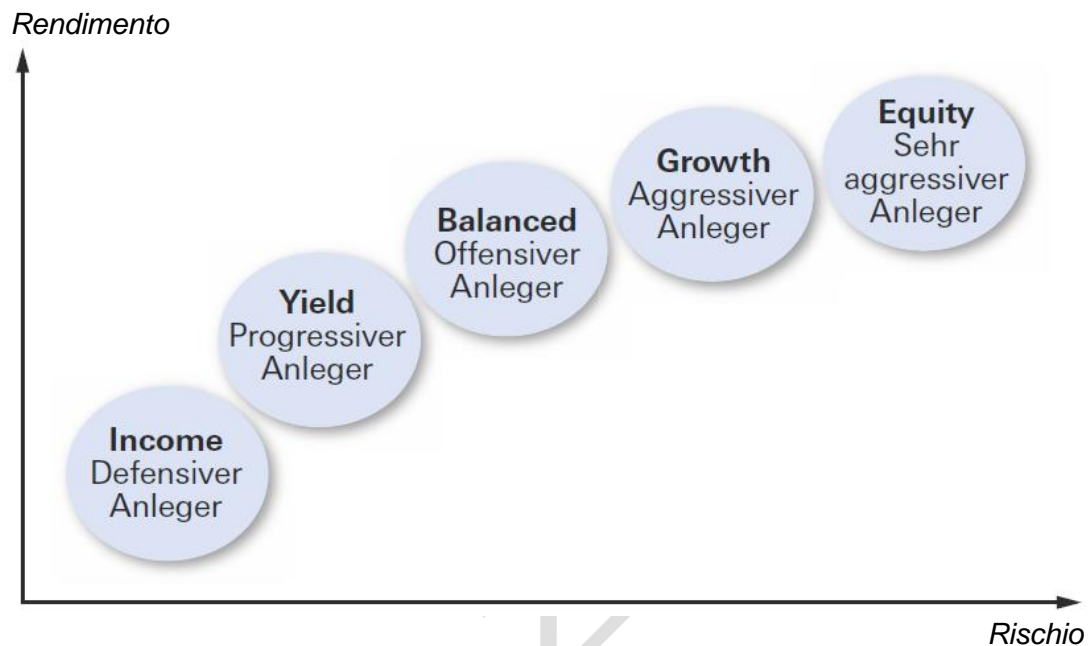 Rendimento
Equity
Sehr
aggressiver
Anleger
Growth
Aggressiver
Anleger
Balanced
Offensiver
Anleger
Yield
Progressiver
Anleger
Income
Defensiver
Anleger
Rischio